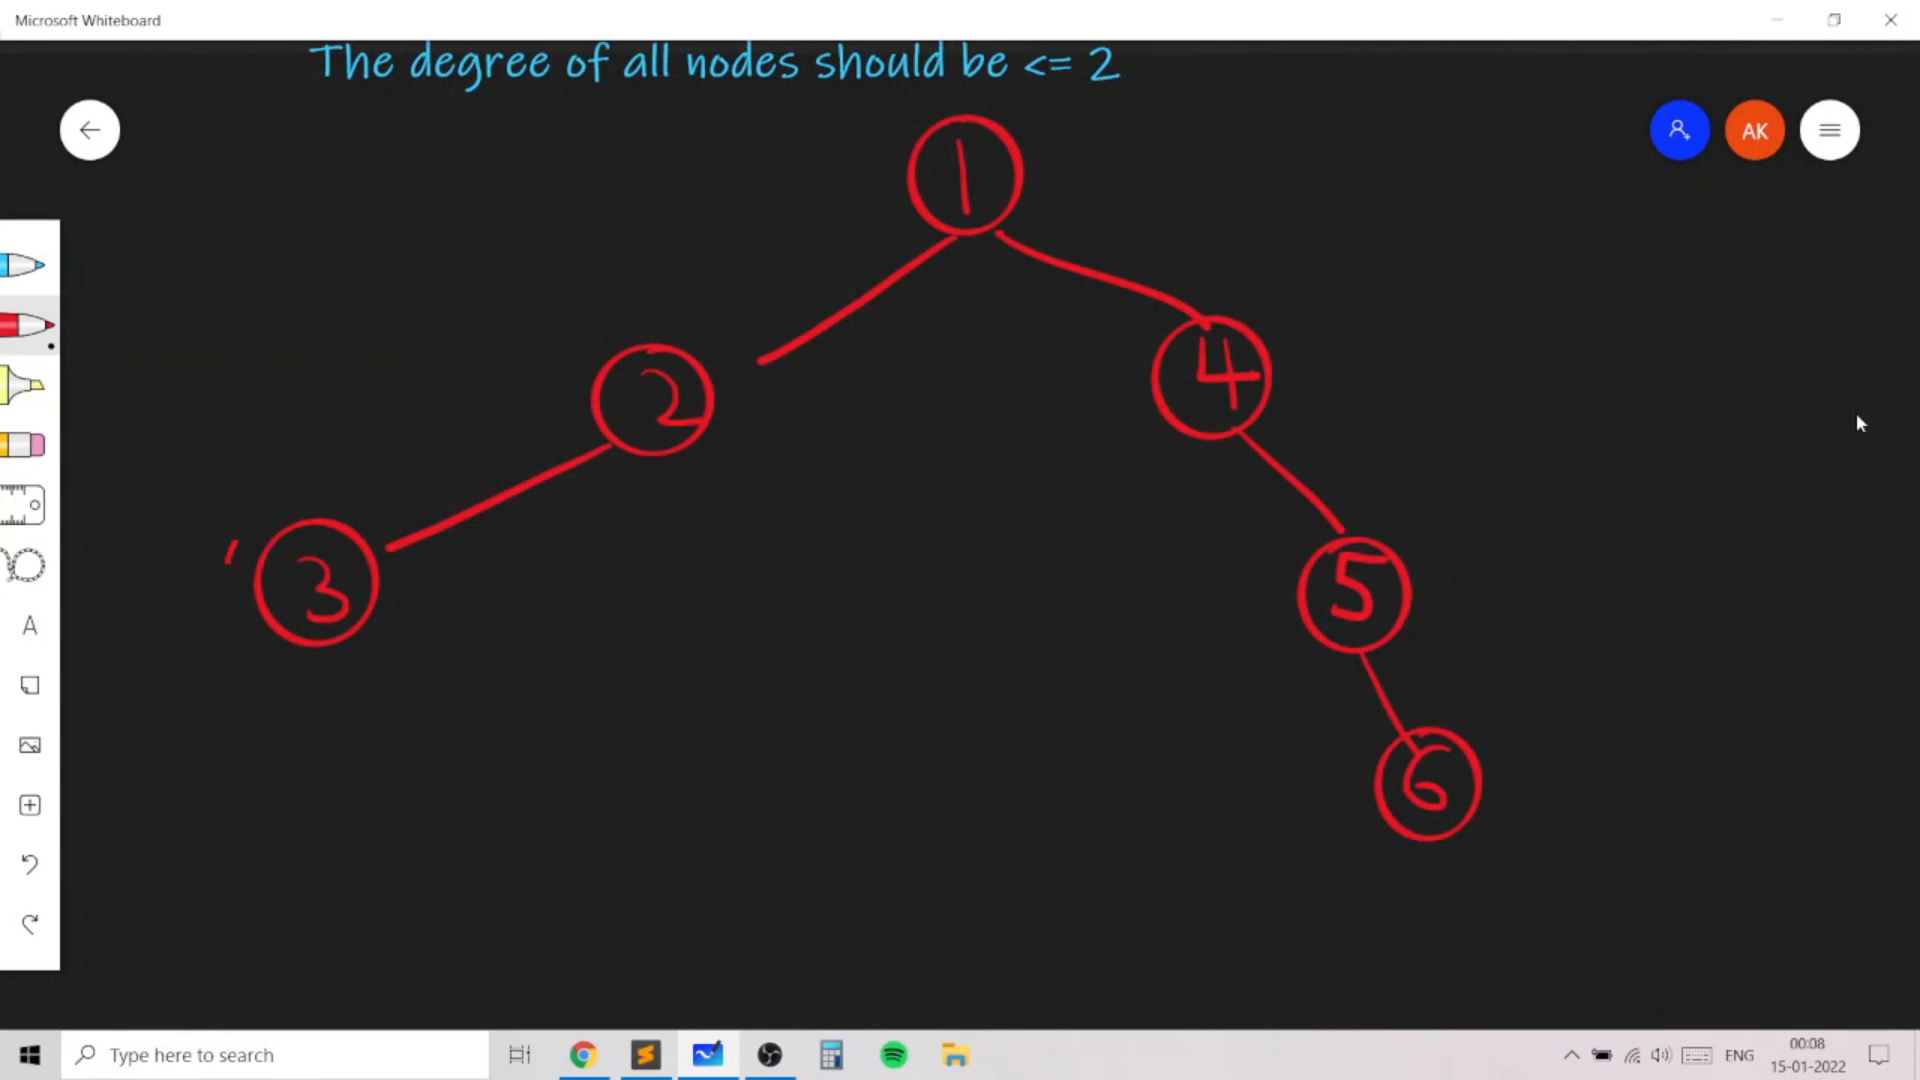 Microsoft Whiteboard
The degree of all nodes should be <= 2
AK
1
2
4
3
5
6
A
Type here to search
ENG
00:08
15-01-2022